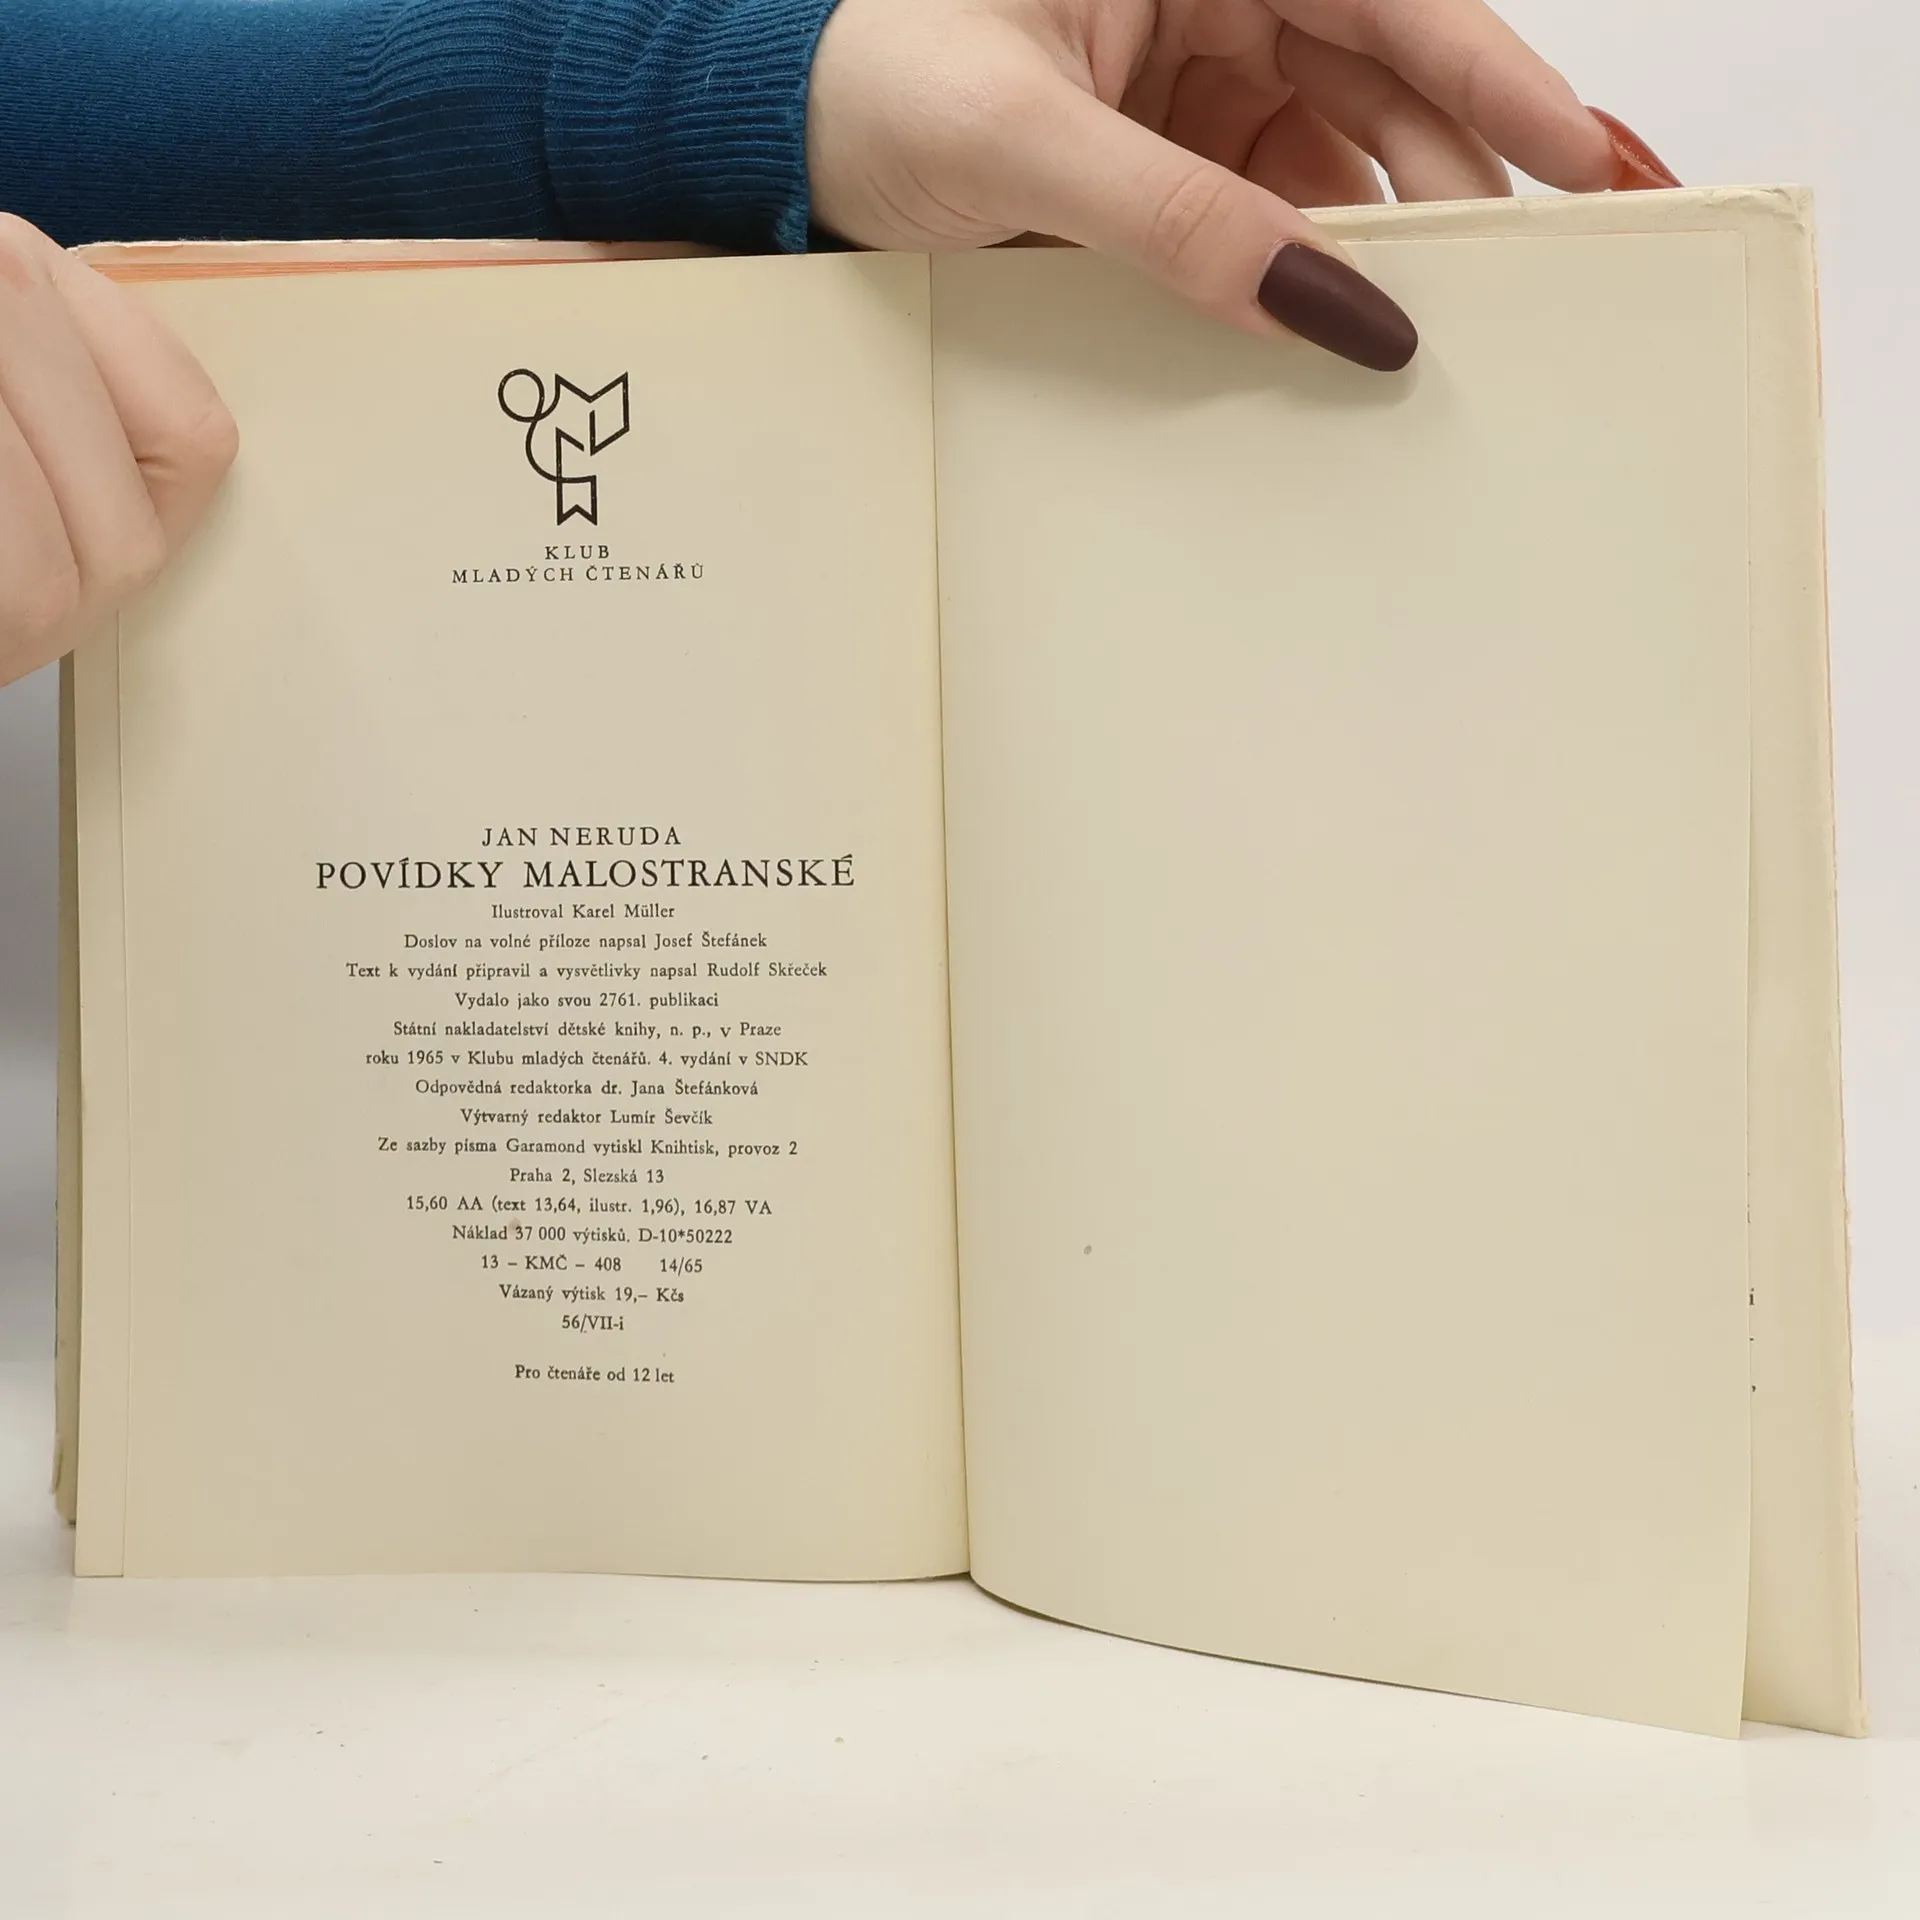 KLUB
MLADÝCH ČTENÁŘŮ
JAN NERUDA
POVÍDKY MALOSTRANSKÉ
Ilustroval Karel Müller
Doslov na volné příloze napsal Josef Štefánek
Text k vydání připravil a vysvětlivky napsal Rudolf Skřeček
Vydalo jako svou 2761. publikaci
Státní nakladatelství dětské knihy, n. p., v Praze
roku 1965 v Klubu mladých čtenářů. 4. vydání v SNDK
Odpovědná redaktorka dr. Jana Štefánková
Výtvarný redaktor Lumír Ševčík
Ze sazby písma Garamond vytiskl Knihtisk, provoz 2
Praha 2, Slezská 13
15,60 AA (text 13,64, ilustr. 1,96), 16,87 VA
Náklad 37 000 výtisků. D-10*50222
13 – KMČ – 408 14/65
Vázaný výtisk 19,– Kčs
56/VII-i
Pro čtenáře od 12 let